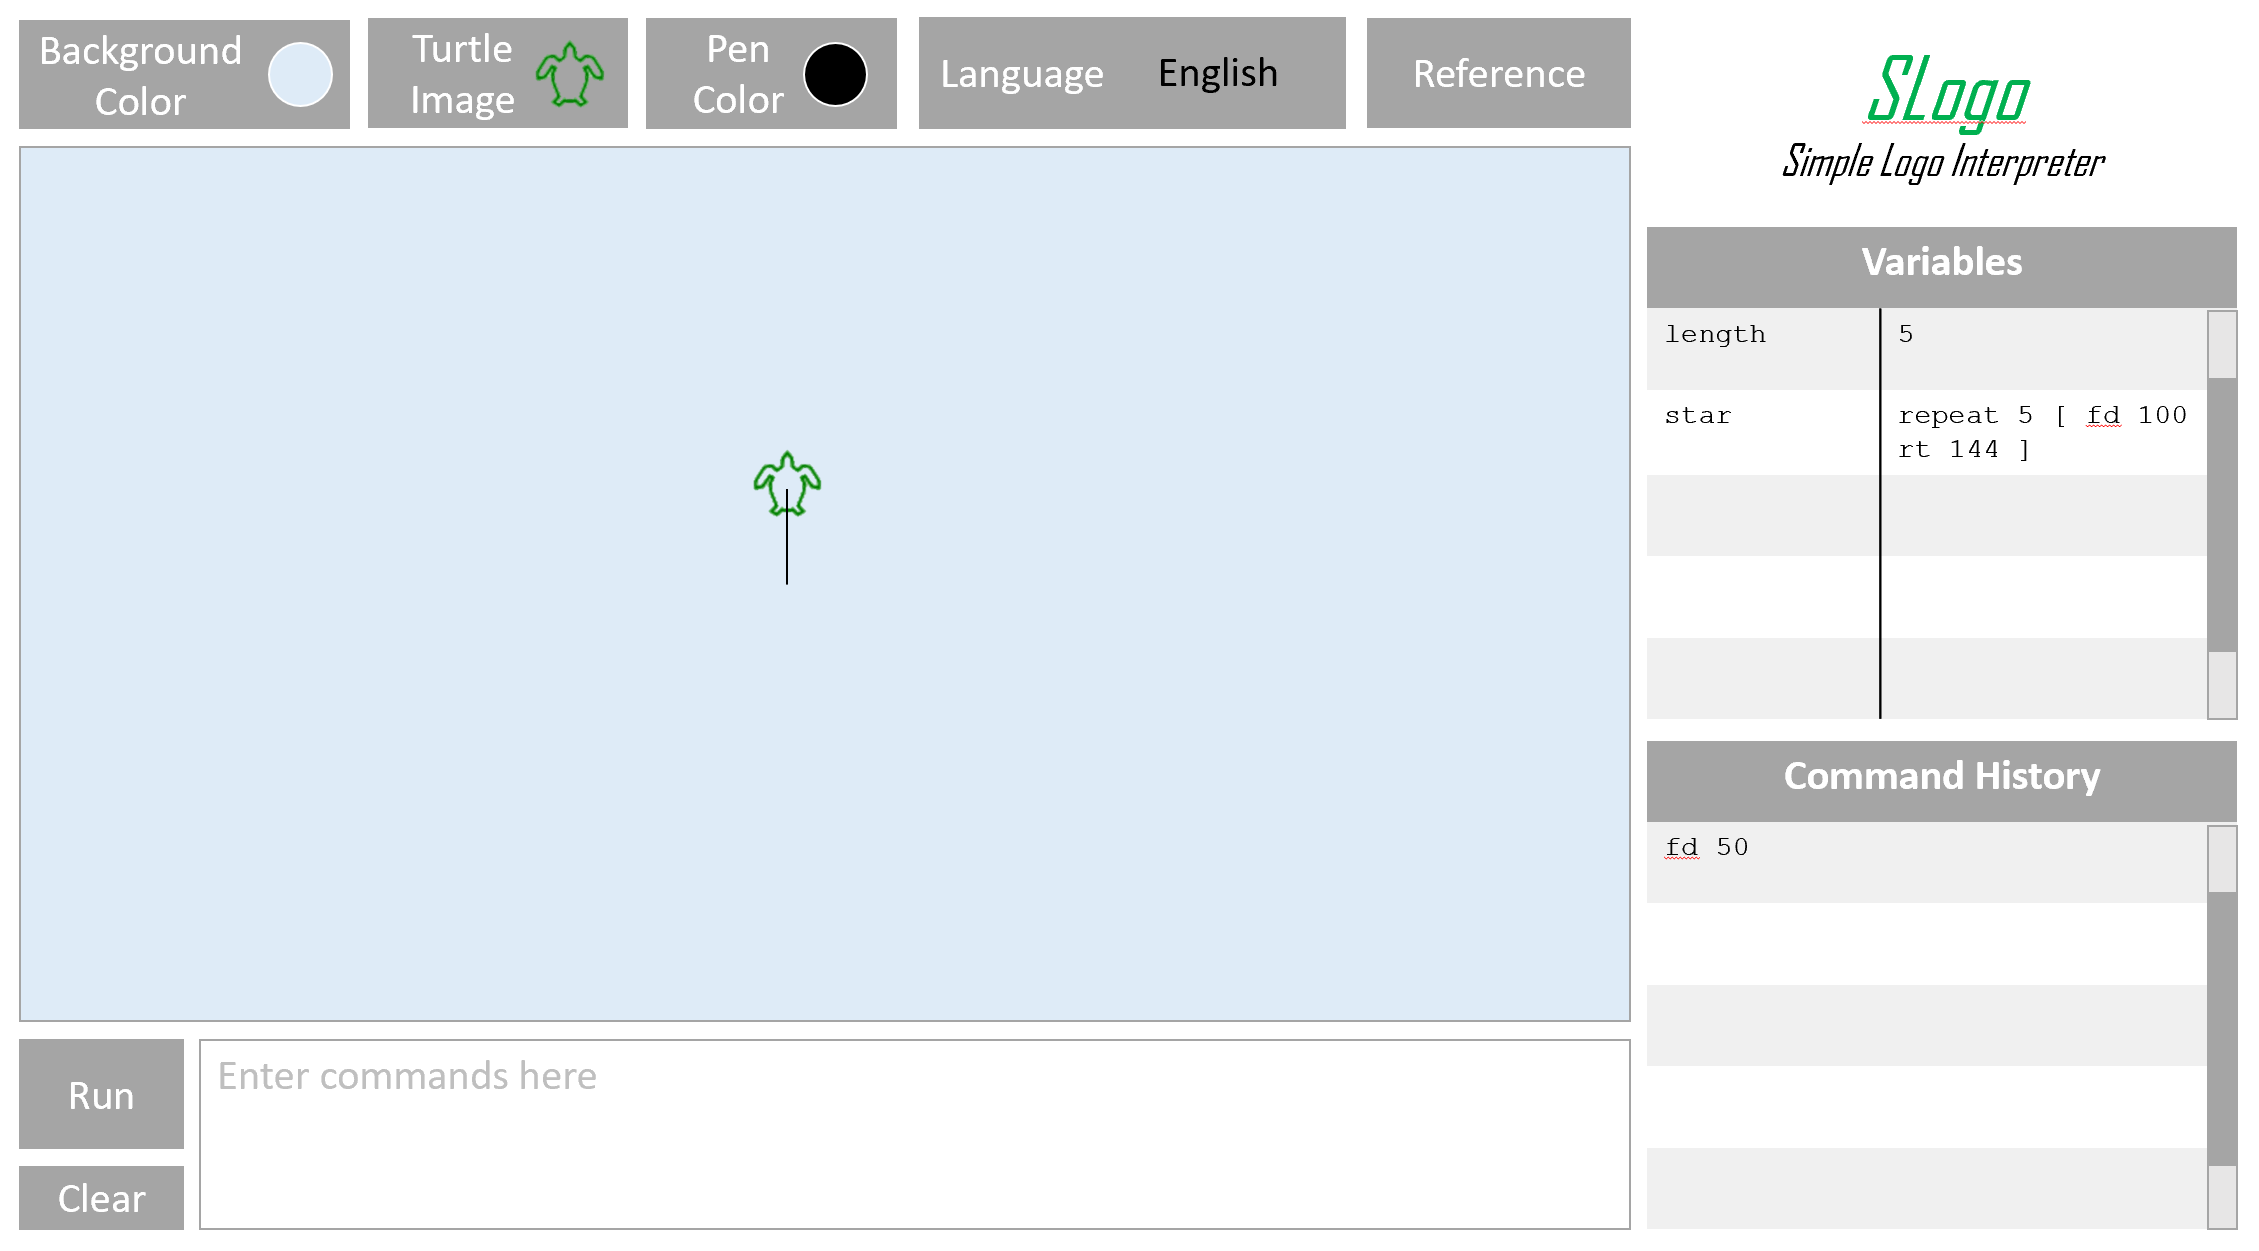 Background
Color
Turtle
Image
Pen
Color
Language English
Reference
SLogo
Simple Logo Interpreter
Variables
length 5
star repeat 5 [ fd 100
rt 144 ]
Command History
fd 50
Run
Enter commands here
Clear